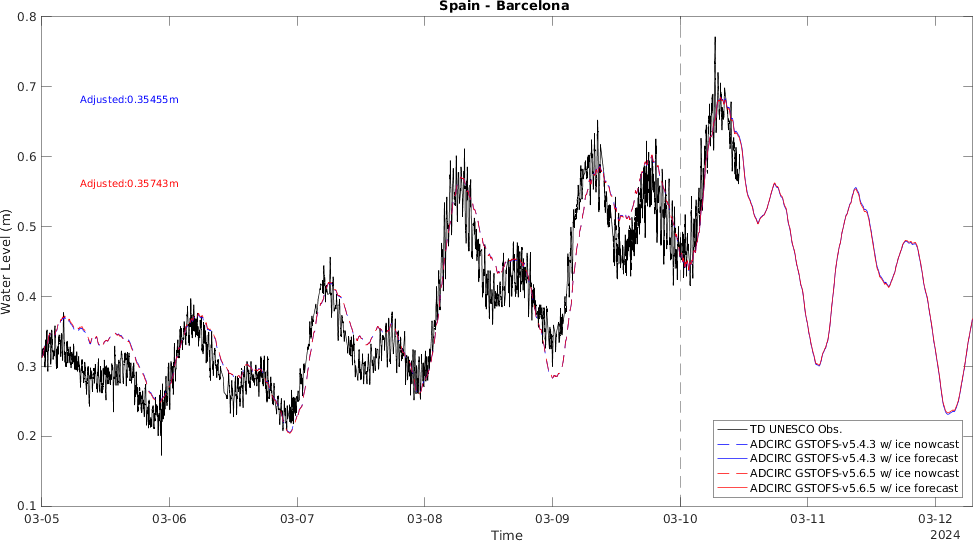 Spain - Barcelona
0.8
0.7
0.6
0.5
0.4
0.3
0.2
0.1
Water Level (m)
Adjusted:0.35455m
Adjusted:0.35743m
TD UNESCO Obs.
ADCIRC GSTOFS-v5.4.3 w/ ice nowcast
ADCIRC GSTOFS-v5.4.3 w/ ice forecast
ADCIRC GSTOFS-v5.6.5 w/ ice nowcast
ADCIRC GSTOFS-v5.6.5 w/ ice forecast
03-05 03-06 03-07 03-08 03-09 03-10 03-11 03-12
Time
2024